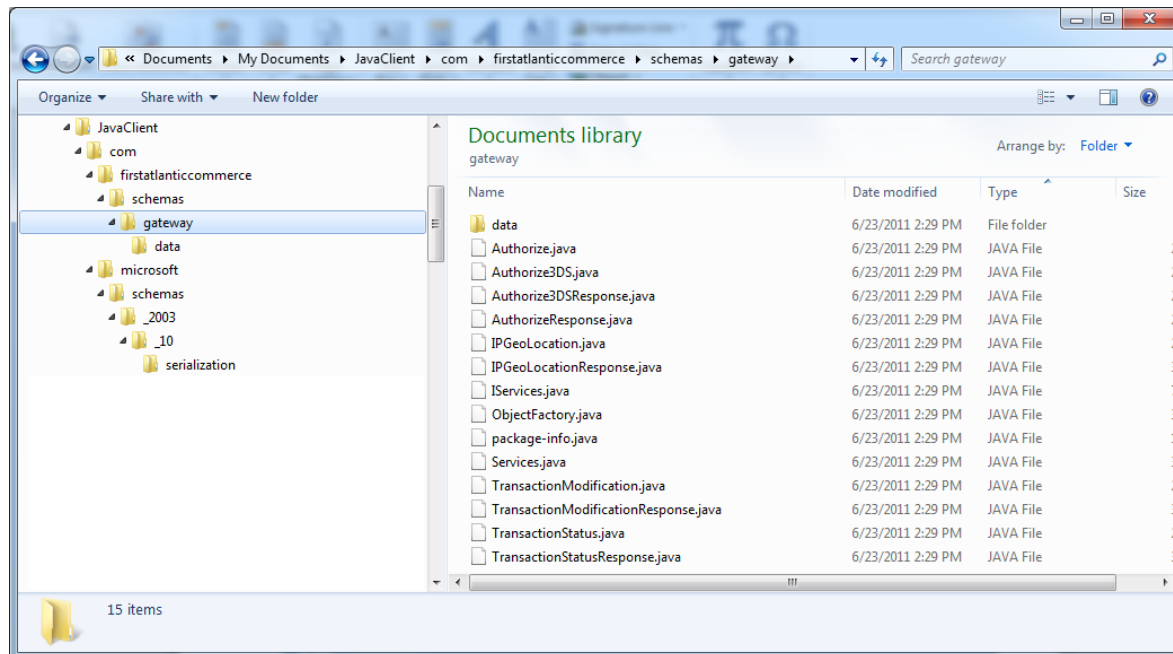 « Documents ▸ My Documents ▸ JavaClient ▸ com ▸ firstatlanticcommerce ▸ schemas ▸ gateway ▸
Search gateway
Organize ▾ Share with ▾ New folder
JavaClient
com
firstatlanticcommerce
schemas
gateway
data
microsoft
schemas
_2003
_10
serialization
Documents library
gateway
Arrange by: Folder ▾
Name Date modified Type Size
data 6/23/2011 2:29 PM File folder
Authorize.java 6/23/2011 2:29 PM JAVA File
Authorize3DS.java 6/23/2011 2:29 PM JAVA File
Authorize3DSResponse.java 6/23/2011 2:29 PM JAVA File
AuthorizeResponse.java 6/23/2011 2:29 PM JAVA File
IPGeoLocation.java 6/23/2011 2:29 PM JAVA File
IPGeoLocationResponse.java 6/23/2011 2:29 PM JAVA File
IServices.java 6/23/2011 2:29 PM JAVA File
ObjectFactory.java 6/23/2011 2:29 PM JAVA File
package-info.java 6/23/2011 2:29 PM JAVA File
Services.java 6/23/2011 2:29 PM JAVA File
TransactionModification.java 6/23/2011 2:29 PM JAVA File
TransactionModificationResponse.java 6/23/2011 2:29 PM JAVA File
TransactionStatus.java 6/23/2011 2:29 PM JAVA File
TransactionStatusResponse.java 6/23/2011 2:29 PM JAVA File
15 items